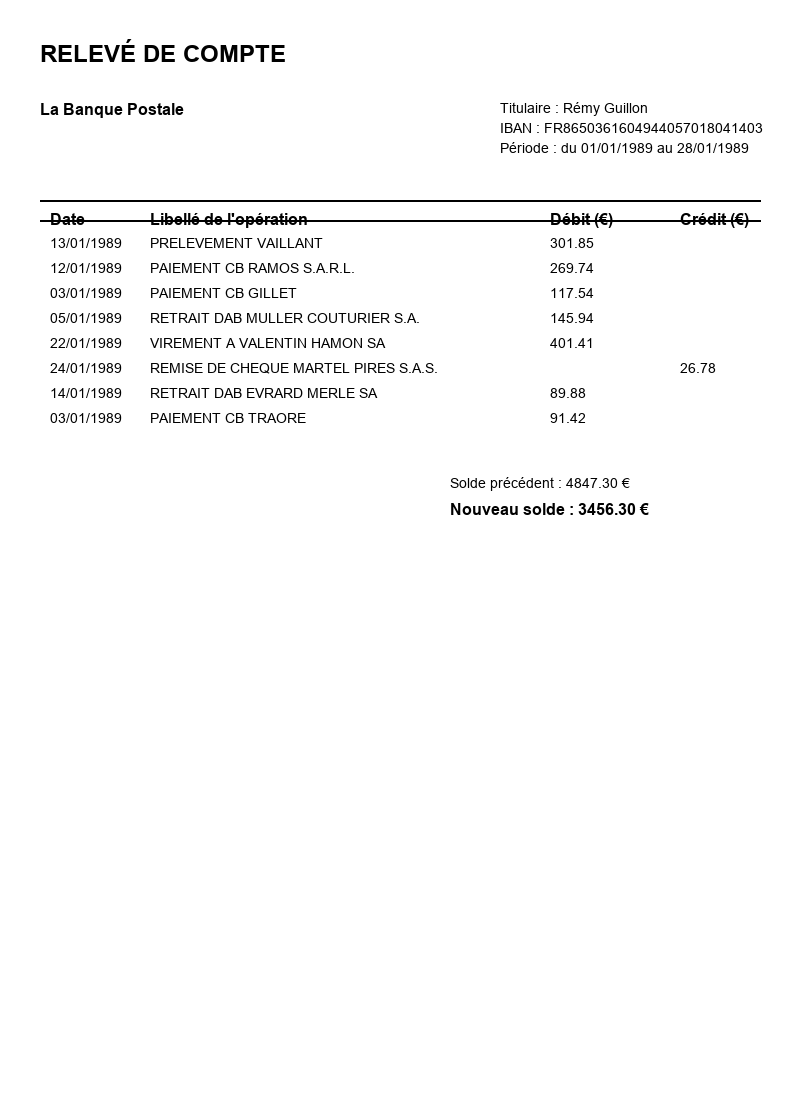 RELEVÉ DE COMPTE
La Banque Postale
Titulaire : Rémy Guillon
IBAN : FR8650361604944057018041403
Période : du 01/01/1989 au 28/01/1989
Date Libellé de l'opération Débit (€) Crédit (€)
13/01/1989 PRELEVEMENT VAILLANT 301.85
12/01/1989 PAIEMENT CB RAMOS S.A.R.L. 269.74
03/01/1989 PAIEMENT CB GILLET 117.54
05/01/1989 RETRAIT DAB MULLER COUTURIER S.A. 145.94
22/01/1989 VIREMENT A VALENTIN HAMON SA 401.41
24/01/1989 REMISE DE CHEQUE MARTEL PIRES S.A.S. 26.78
14/01/1989 RETRAIT DAB EVRARD MERLE SA 89.88
03/01/1989 PAIEMENT CB TRAORE 91.42
Solde précédent : 4847.30 €
Nouveau solde : 3456.30 €